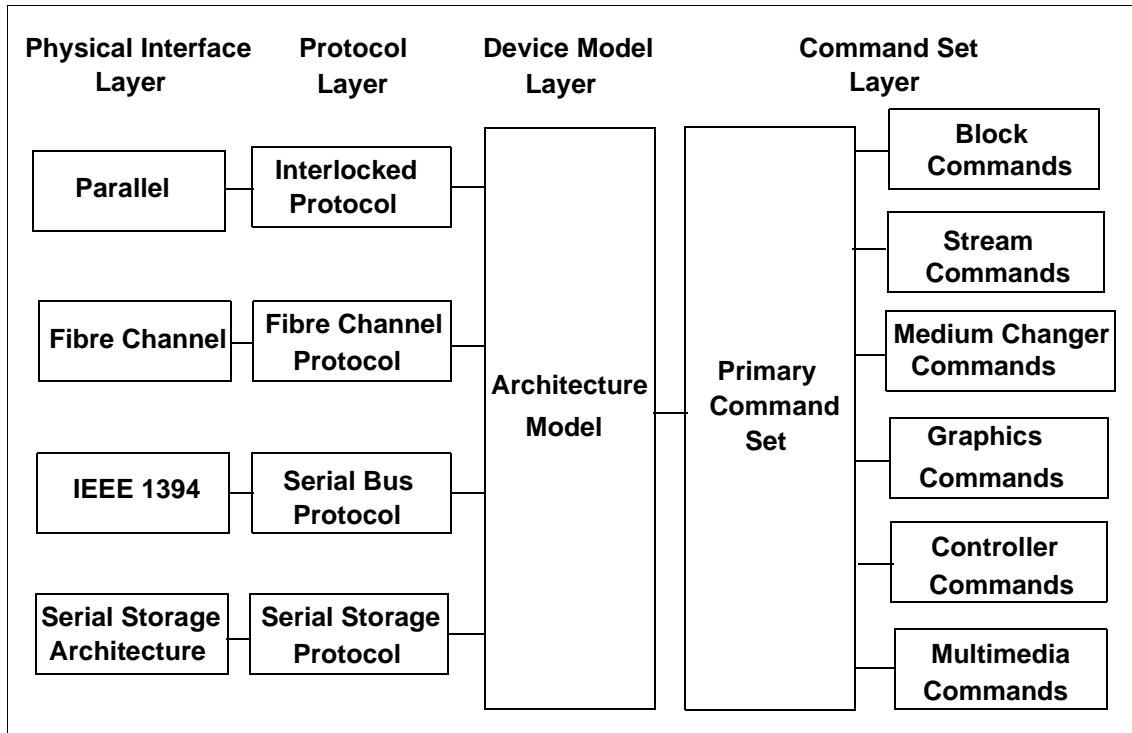 Physical Interface
Layer
Protocol
Layer
Device Model
Layer
Command Set
Layer
Parallel
Interlocked
Protocol
Fibre Channel
Fibre Channel
Protocol
IEEE 1394
Serial Bus
Protocol
Serial Storage
Architecture
Serial Storage
Protocol
Architecture
Model
Primary
Command
Set
Block
Commands
Stream
Commands
Medium Changer
Commands
Graphics
Commands
Controller
Commands
Multimedia
Commands